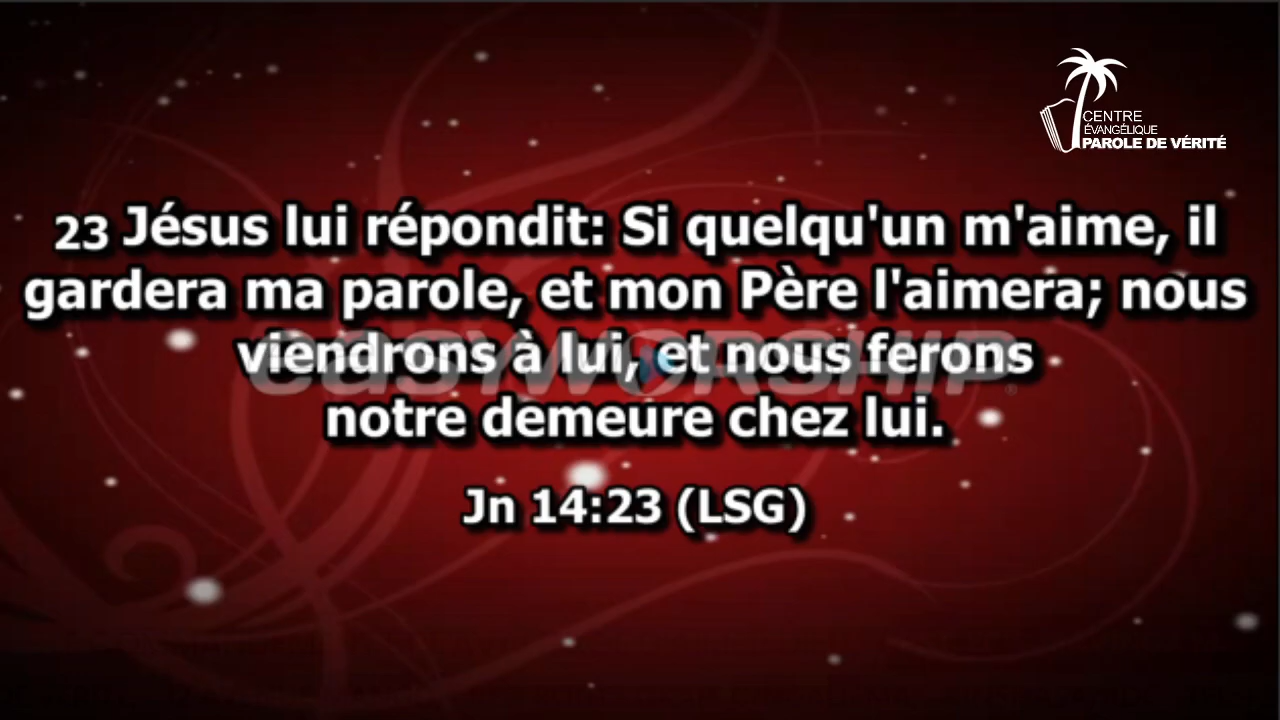 CENTRE
ÉVANGÉLIQUE
PAROLE DE VÉRITÉ
23 Jésus lui répondit: Si quelqu'un m'aime, il
gardera ma parole, et mon Père l'aimera; nous
viendrons à lui, et nous ferons
EASYWORSHIP®
notre demeure chez lui.
Jn 14:23 (LSG)